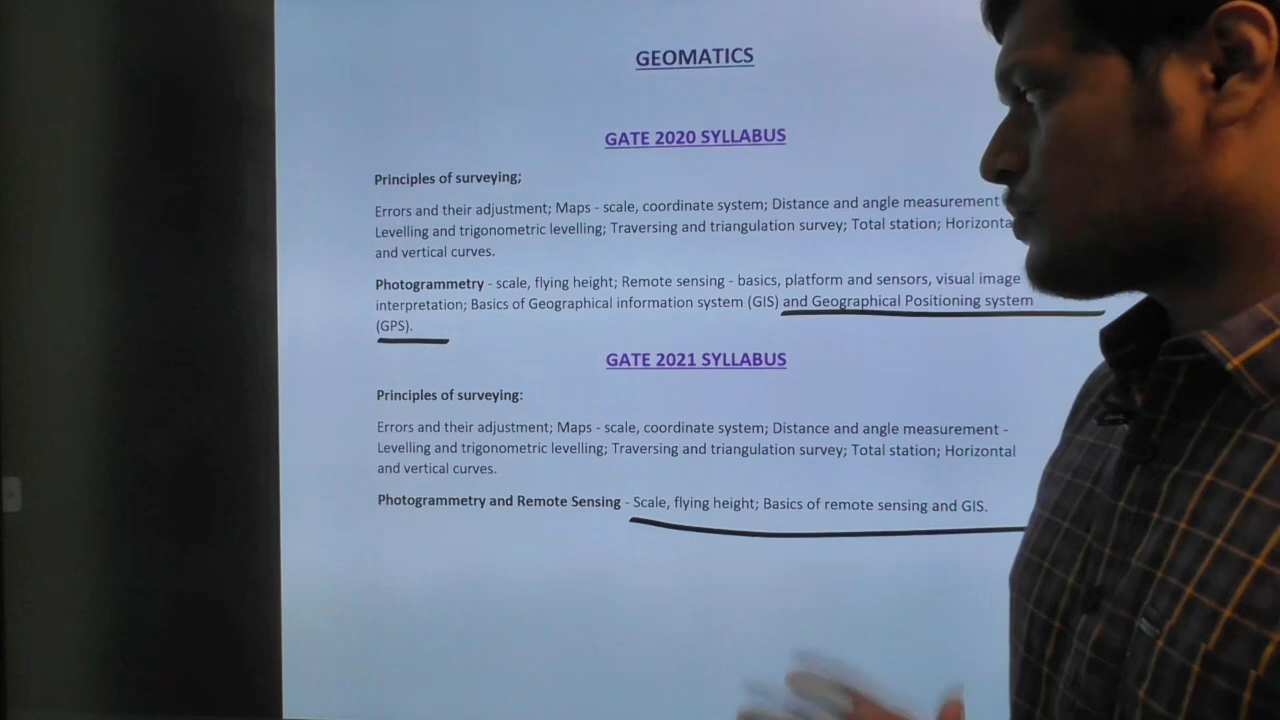 GEOMATICS
GATE 2020 SYLLABUS
Principles of surveying;
Errors and their adjustment; Maps - scale, coordinate system; Distance and angle measurement
Levelling and trigonometric levelling; Traversing and triangulation survey; Total station; Horizonta
and vertical curves.
Photogrammetry - scale, flying height; Remote sensing - basics, platform and sensors, visual image
interpretation; Basics of Geographical information system (GIS) and Geographical Positioning system
(GPS).
GATE 2021 SYLLABUS
Principles of surveying:
Errors and their adjustment; Maps - scale, coordinate system; Distance and angle measurement -
Levelling and trigonometric levelling; Traversing and triangulation survey; Total station; Horizontal
and vertical curves.
Photogrammetry and Remote Sensing - Scale, flying height; Basics of remote sensing and GIS.